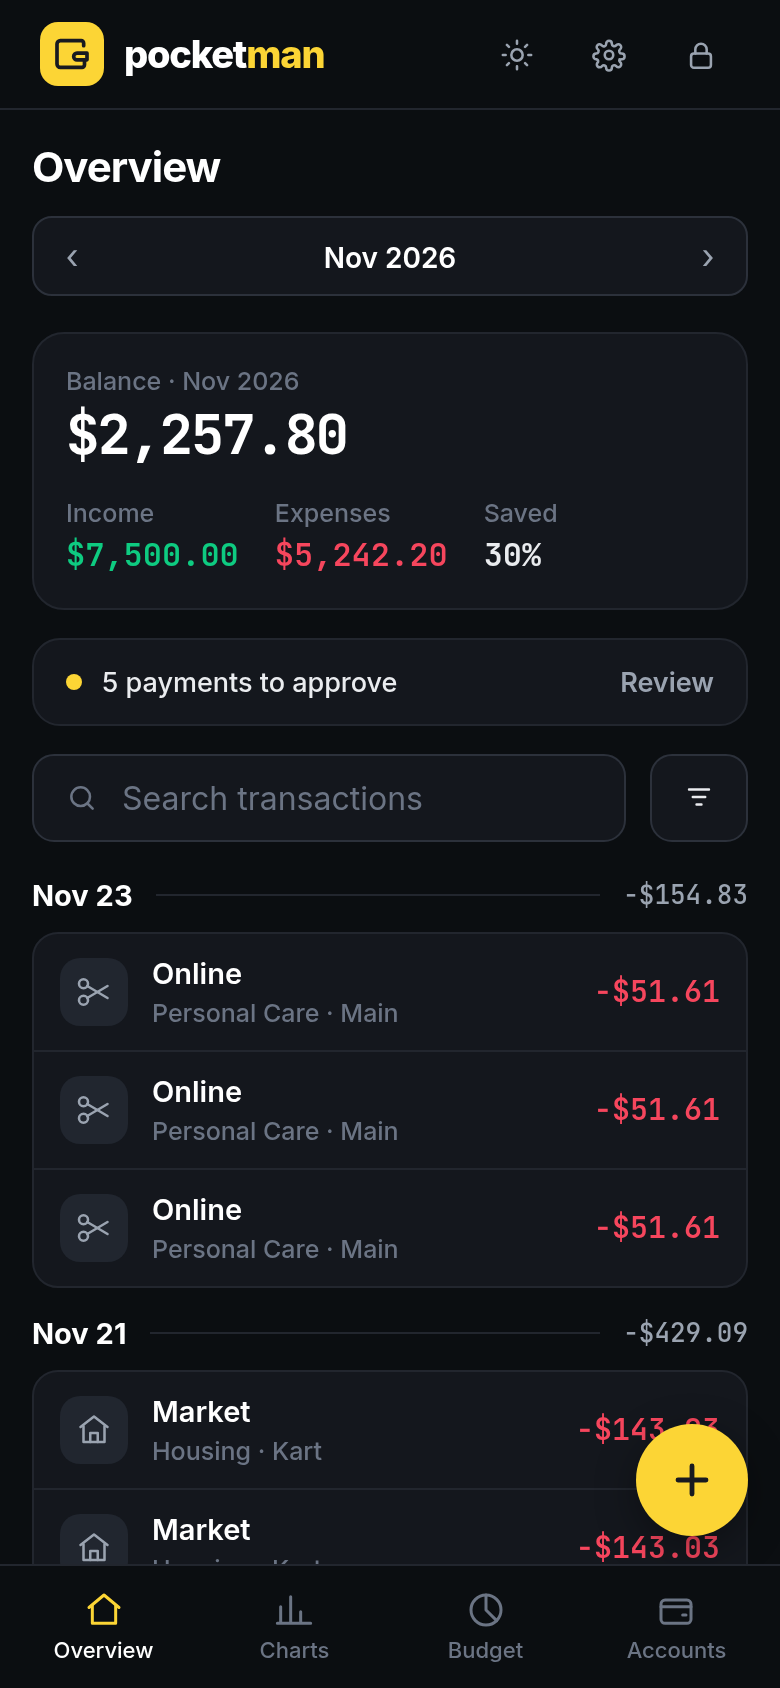 pocketman
Overview
‹ Nov 2026 ›
Balance · Nov 2026
$2,257.80
Income Expenses Saved
$7,500.00 $5,242.20 30%
5 payments to approve Review
Search transactions
Nov 23 -$154.83
Online
Personal Care · Main
-$51.61
Online
Personal Care · Main
-$51.61
Online
Personal Care · Main
-$51.61
Nov 21 -$429.09
Market
Housing · Kart
Market
-$143.03
Overview Charts Budget Accounts